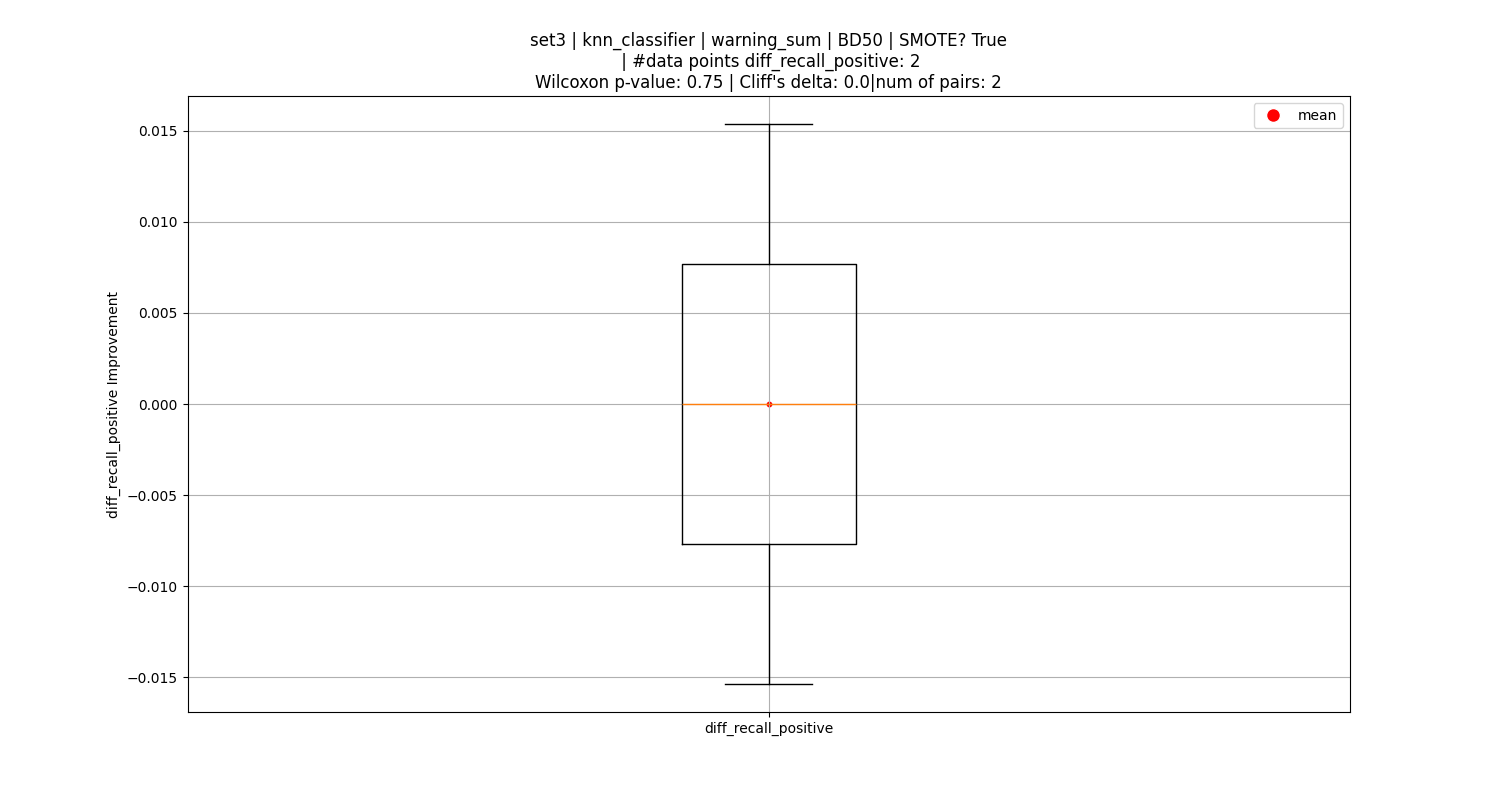 set3 | knn_classifier | warning_sum | BD50 | SMOTE? True
| #data points diff_recall_positive: 2
Wilcoxon p-value: 0.75 | Cliff's delta: 0.0|num of pairs: 2
mean
0.015
0.010
0.005
0.000
−0.005
−0.010
−0.015
diff_recall_positive Improvement
diff_recall_positive